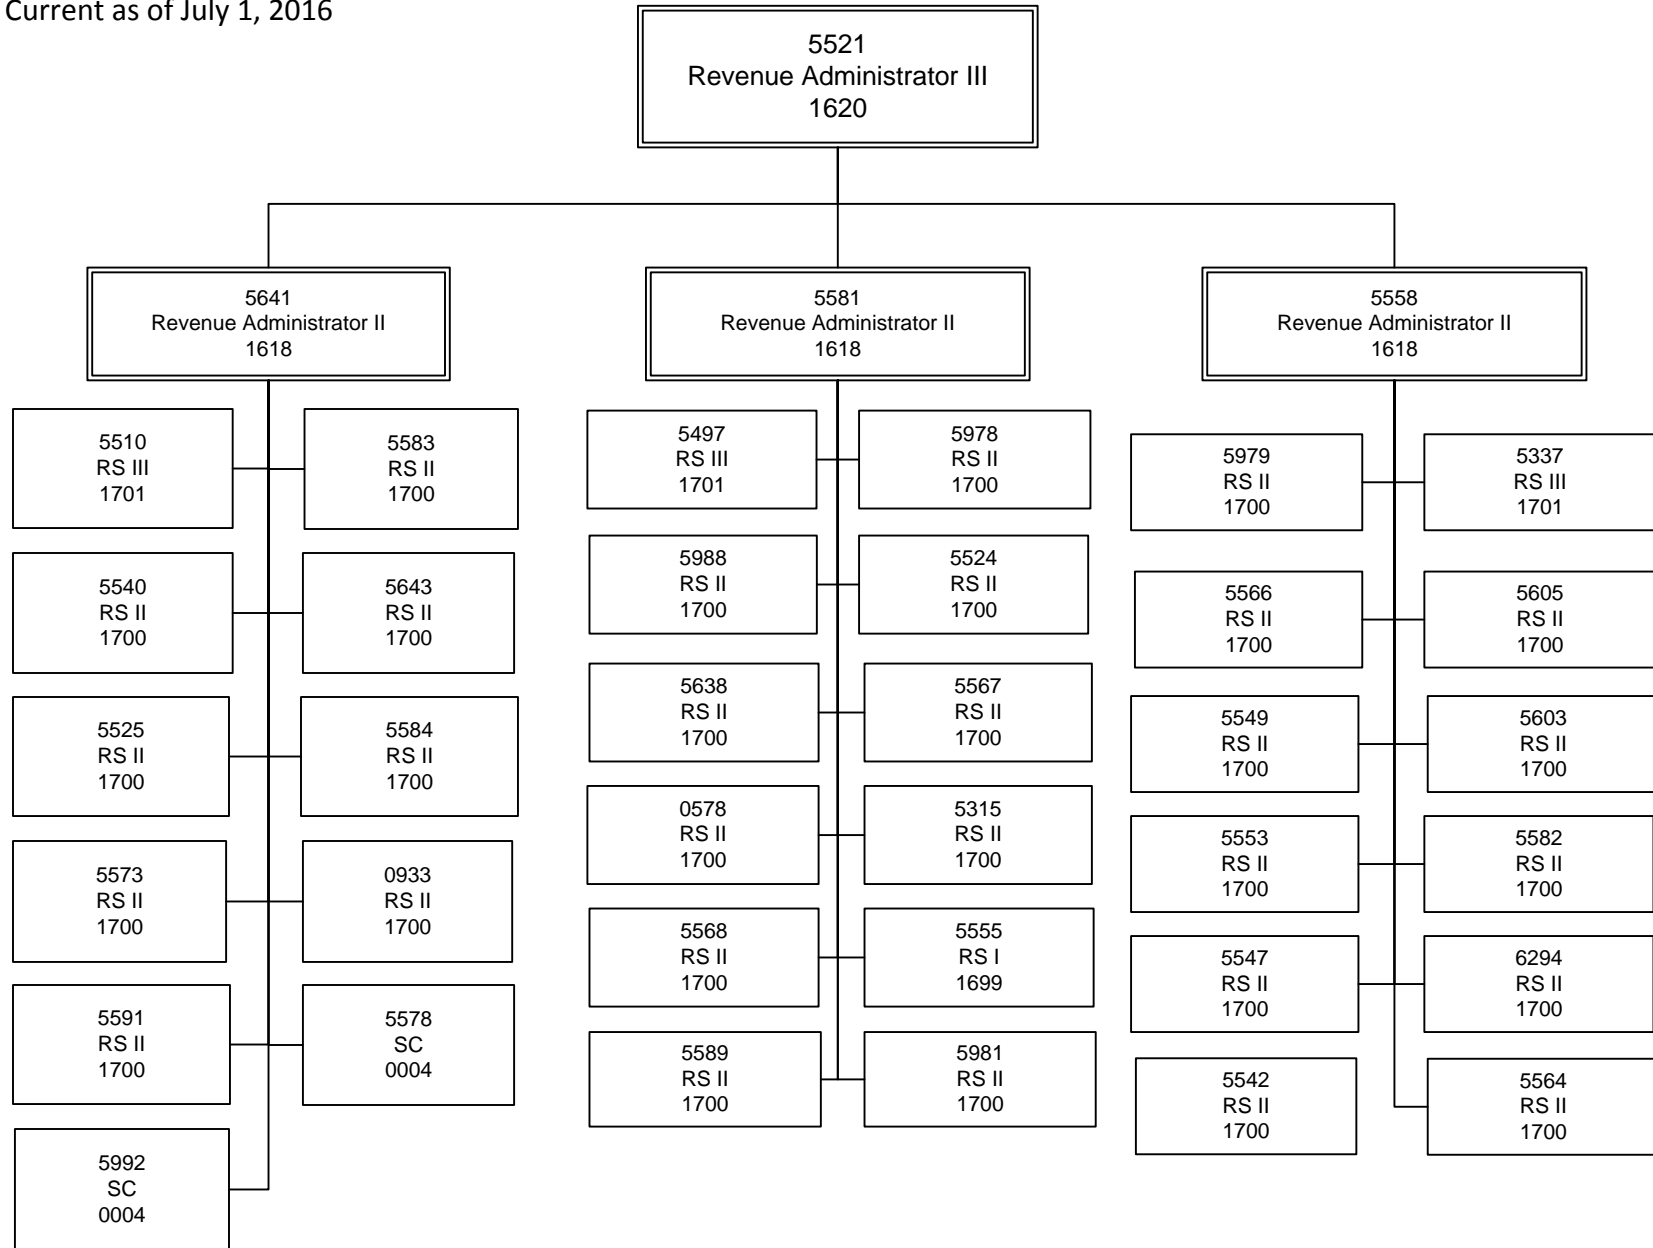 Current as of July 1, 2016
5521
Revenue Administrator III
1620
5641
Revenue Administrator II
1618
5581
Revenue Administrator II
1618
5558
Revenue Administrator II
1618
5510
RS III
1701
5583
RS II
1700
5540
RS II
1700
5643
RS II
1700
5525
RS II
1700
5584
RS II
1700
5573
RS II
1700
0933
RS II
1700
5591
RS II
1700
5578
SC
0004
5992
SC
0004
5497
RS III
1701
5978
RS II
1700
5988
RS II
1700
5524
RS II
1700
5638
RS II
1700
5567
RS II
1700
0578
RS II
1700
5315
RS II
1700
5568
RS II
1700
5555
RS I
1699
5589
RS II
1700
5981
RS II
1700
5979
RS II
1700
5337
RS III
1701
5566
RS II
1700
5605
RS II
1700
5549
RS II
1700
5603
RS II
1700
5553
RS II
1700
5582
RS II
1700
5547
RS II
1700
6294
RS II
1700
5542
RS II
1700
5564
RS II
1700